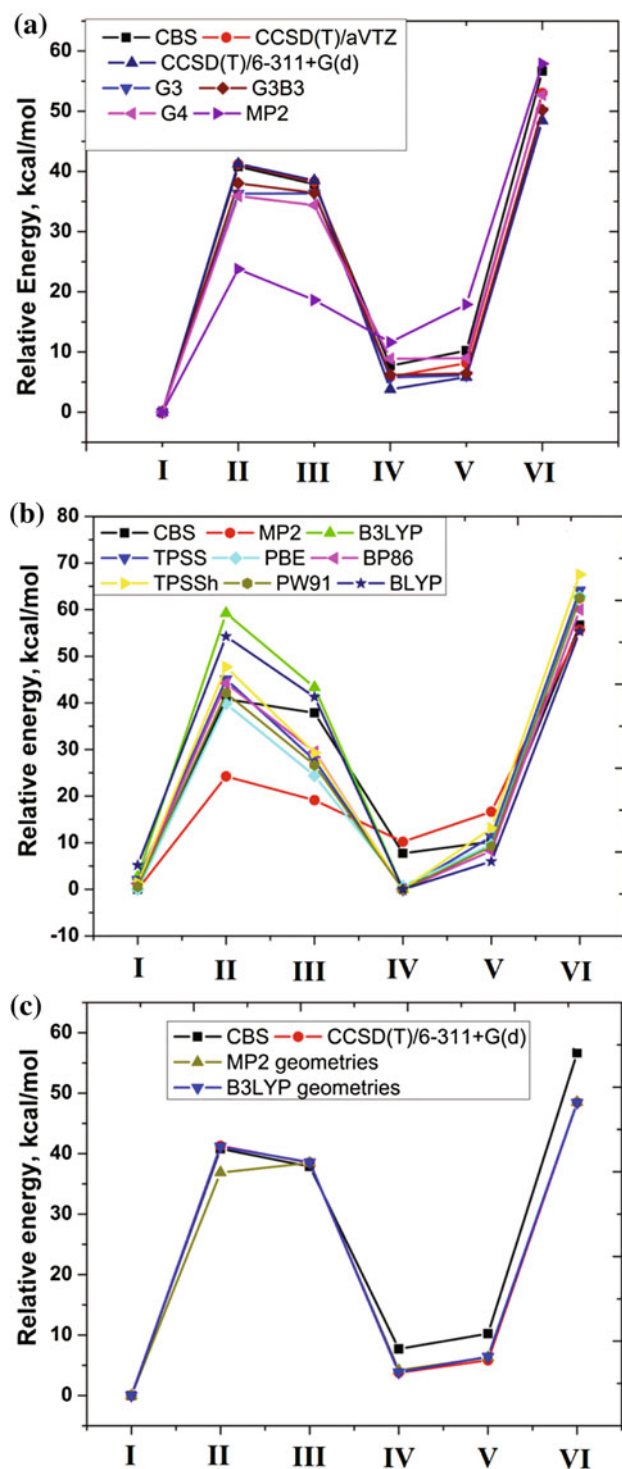 (a)
CBS CCSD(T)/aVTZ
CCSD(T)/6-311+G(d)
G3 G3B3
G4 MP2
Relative Energy, kcal/mol
60
50
40
30
20
10
0
I II III IV V VI
(b)
CBS MP2 B3LYP
TPSS PBE BP86
TPSSh PW91 BLYP
Relative energy, kcal/mol
80
70
60
50
40
30
20
10
0
-10
I II III IV V VI
(c)
CBS CCSD(T)/6-311+G(d)
MP2 geometries
B3LYP geometries
Relative energy, kcal/mol
60
50
40
30
20
10
0
I II III IV V VI